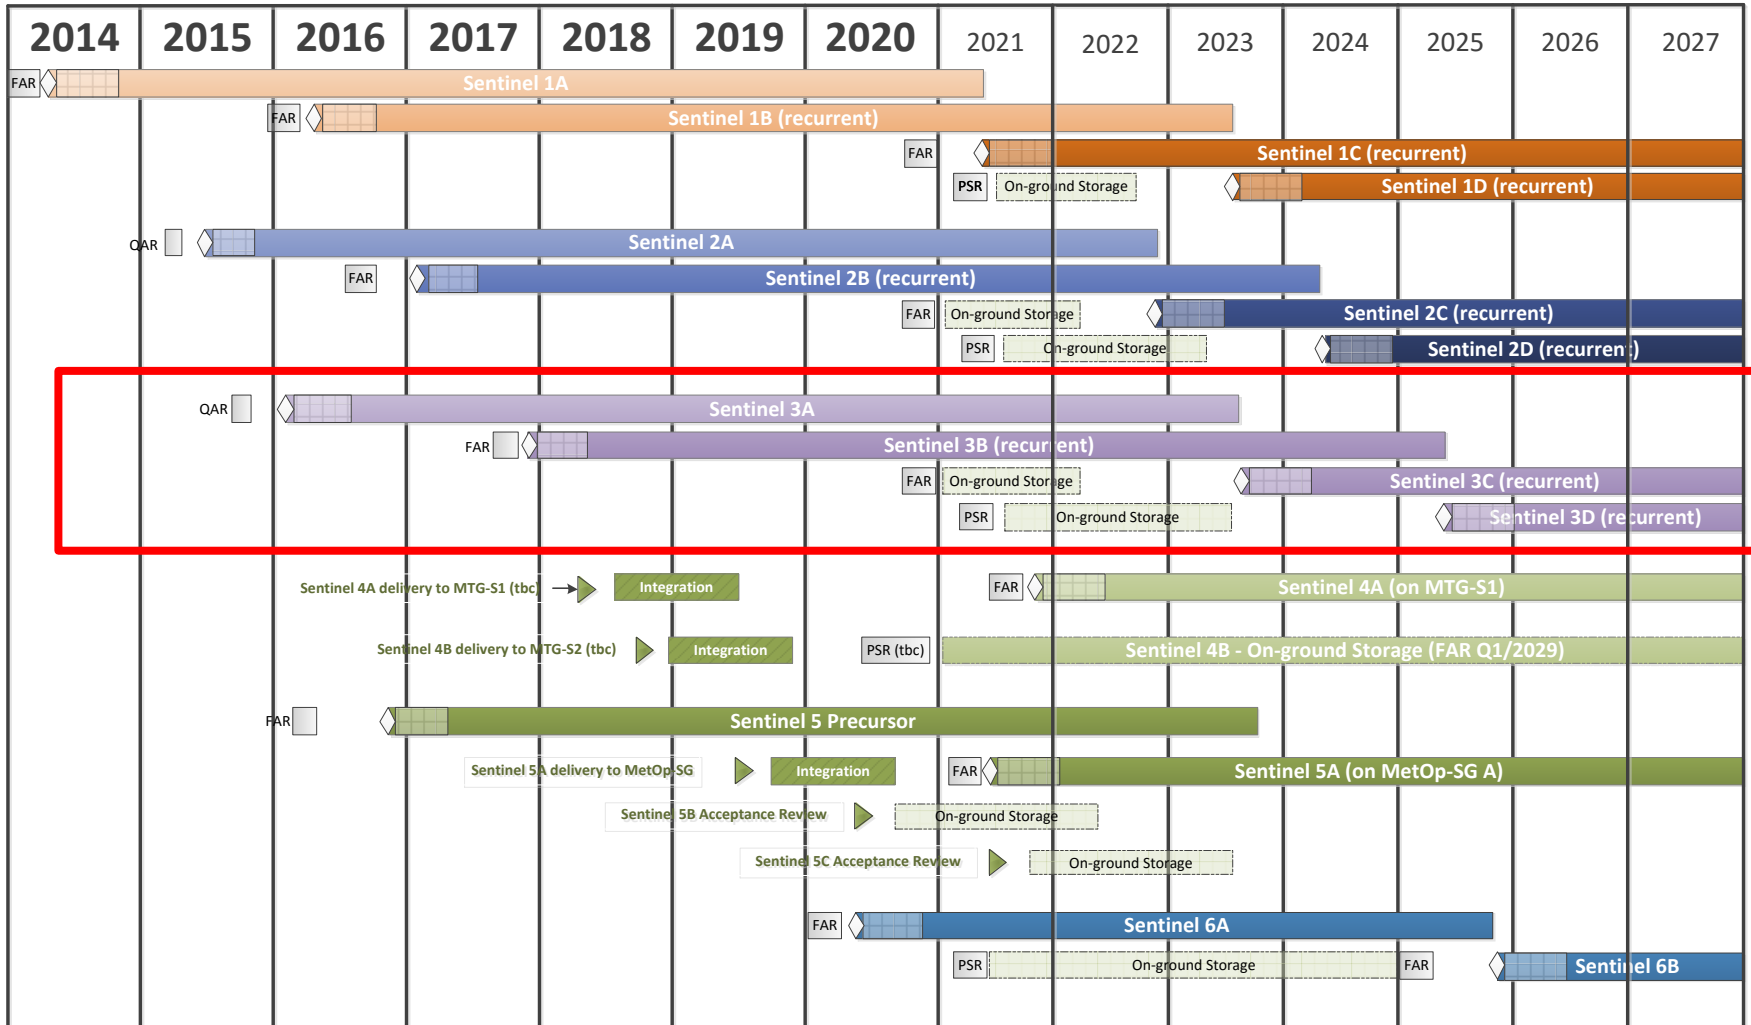 2014 2015 2016 2017 2018 2019 2020 2021 2022 2023 2024 2025 2026 2027
FAR Sentinel 1A
FAR Sentinel 1B (recurrent)
FAR Sentinel 1C (recurrent)
PSR On-ground Storage Sentinel 1D (recurrent)
QAR Sentinel 2A
FAR Sentinel 2B (recurrent)
FAR On-ground Storage Sentinel 2C (recurrent)
PSR On-ground Storage Sentinel 2D (recurrent)
QAR Sentinel 3A
FAR Sentinel 3B (recurrent)
FAR On-ground Storage Sentinel 3C (recurrent)
PSR On-ground Storage Sentinel 3D (recurrent)
Sentinel 4A delivery to MTG-S1 (tbc) Integration FAR Sentinel 4A (on MTG-S1)
Sentinel 4B delivery to MTG-S2 (tbc) Integration PSR (tbc) Sentinel 4B - On-ground Storage (FAR Q1/2029)
FAR Sentinel 5 Precursor
Sentinel 5A delivery to MetOp-SG Integration FAR Sentinel 5A (on MetOp-SG A)
Sentinel 5B Acceptance Review On-ground Storage
Sentinel 5C Acceptance Review On-ground Storage
FAR Sentinel 6A
PSR On-ground Storage FAR Sentinel 6B